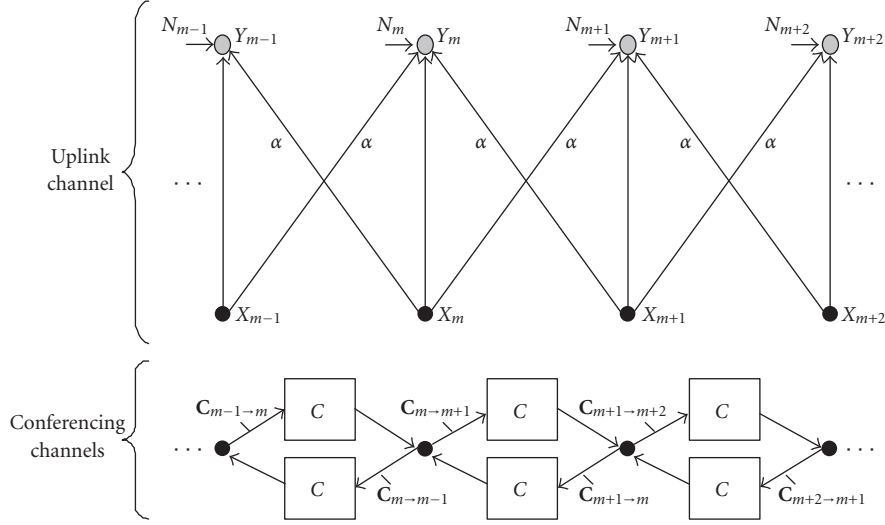 N_{m−1} Y_{m−1} N_m Y_m N_{m+1} Y_{m+1} N_{m+2} Y_{m+2}
α α α α α α
Uplink
channel
··· ···
X_{m−1} X_m X_{m+1} X_{m+2}
C_{m−1→m} C C_{m→m+1} C C_{m+1→m+2} C
Conferencing
channels
··· ···
C C_{m→m−1} C C_{m+1→m} C C_{m+2→m+1}